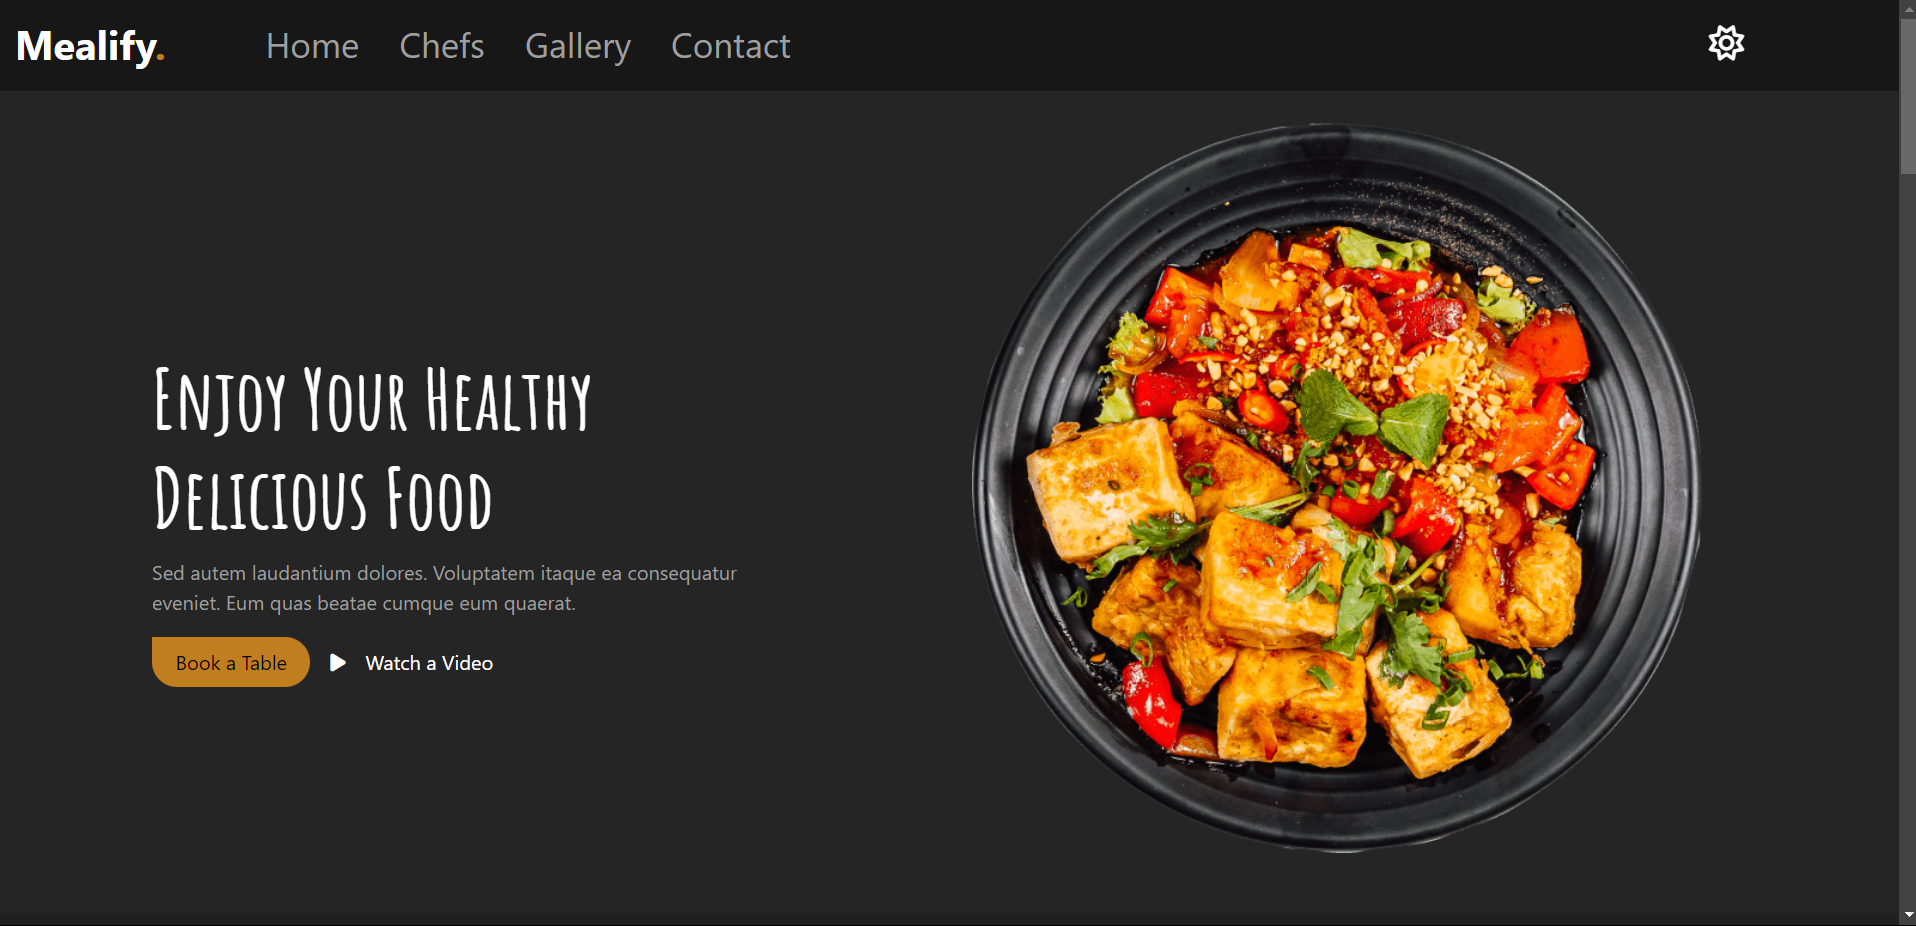 Mealify.
Home Chefs Gallery Contact
Enjoy Your Healthy
Delicious Food
Sed autem laudantium dolores. Voluptatem itaque ea consequatur
eveniet. Eum quas beatae cumque eum quaerat.
Book a Table
Watch a Video